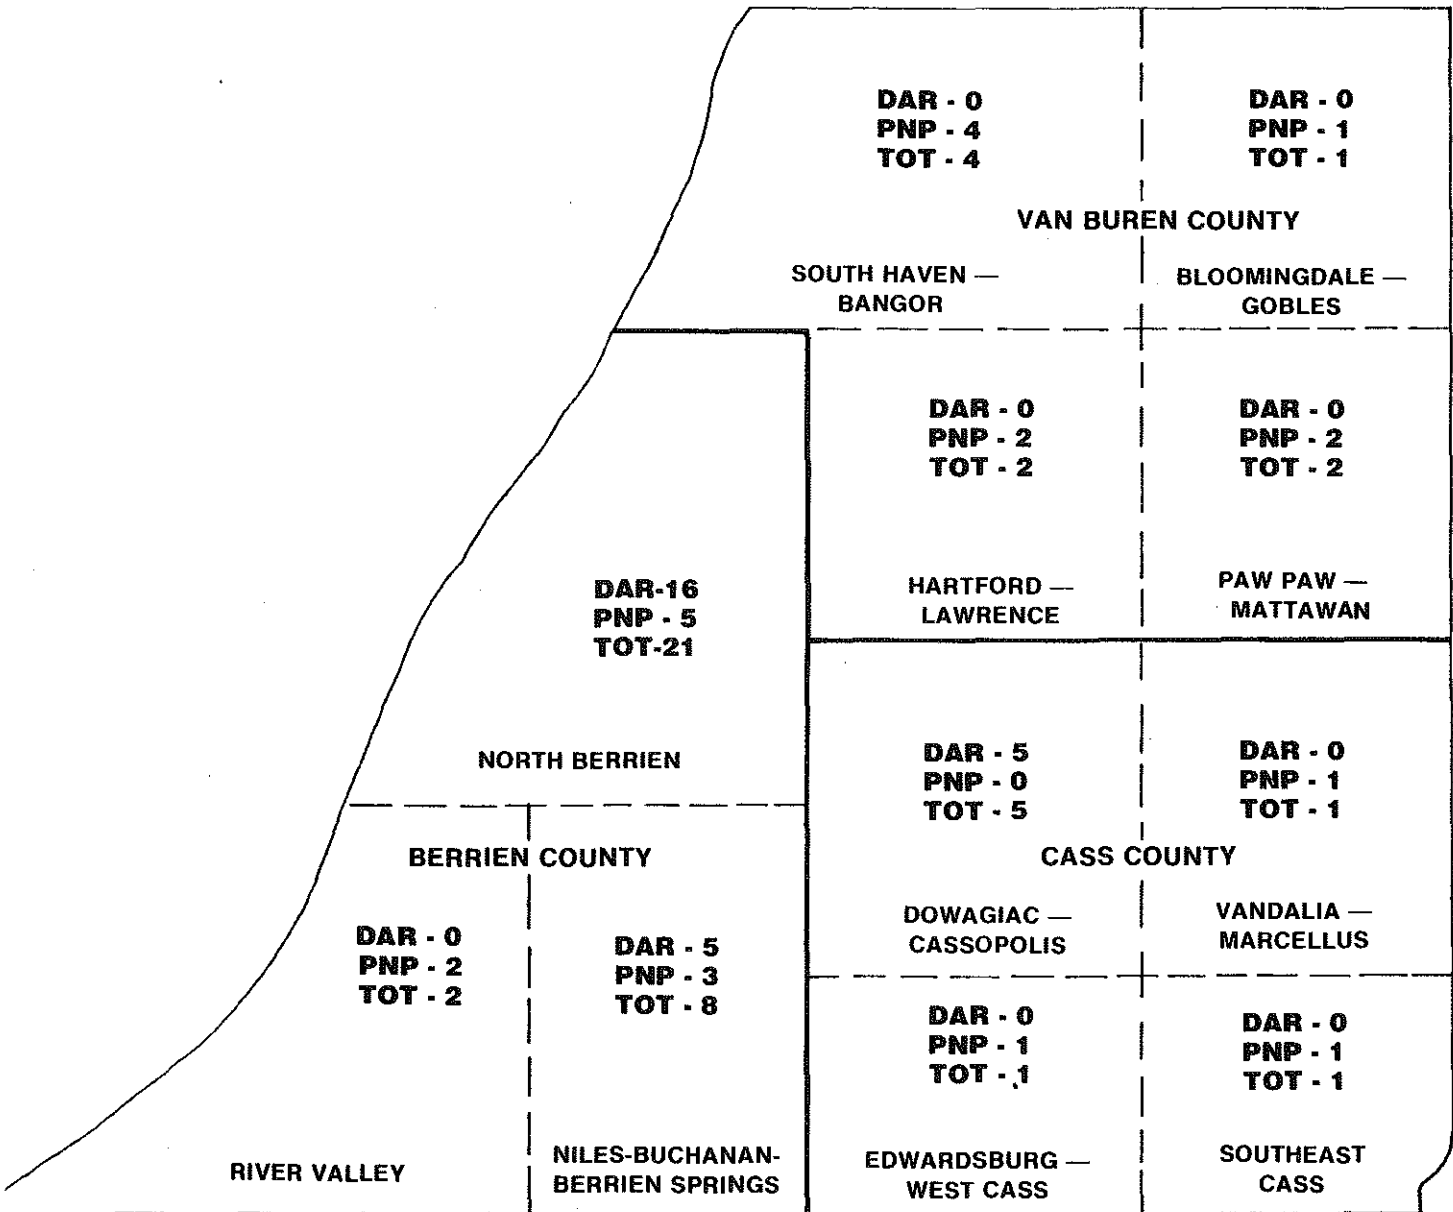 DAR - 0
PNP - 4
TOT - 4
DAR - 0
PNP - 1
TOT - 1
VAN BUREN COUNTY
SOUTH HAVEN —
BANGOR
BLOOMINGDALE —
GOBLES
DAR - 0
PNP - 2
TOT - 2
DAR - 0
PNP - 2
TOT - 2
HARTFORD —
LAWRENCE
PAW PAW —
MATTAWAN
DAR-16
PNP - 5
TOT-21
NORTH BERRIEN
DAR - 5
PNP - 0
TOT - 5
DAR - 0
PNP - 1
TOT - 1
BERRIEN COUNTY
CASS COUNTY
DOWAGIAC —
CASSOPOLIS
VANDALIA —
MARCELLUS
DAR - 0
PNP - 2
TOT - 2
DAR - 5
PNP - 3
TOT - 8
DAR - 0
PNP - 1
TOT - 1
DAR - 0
PNP - 1
TOT - 1
RIVER VALLEY
NILES-BUCHANAN-
BERRIEN SPRINGS
EDWARDSBURG —
WEST CASS
SOUTHEAST
CASS